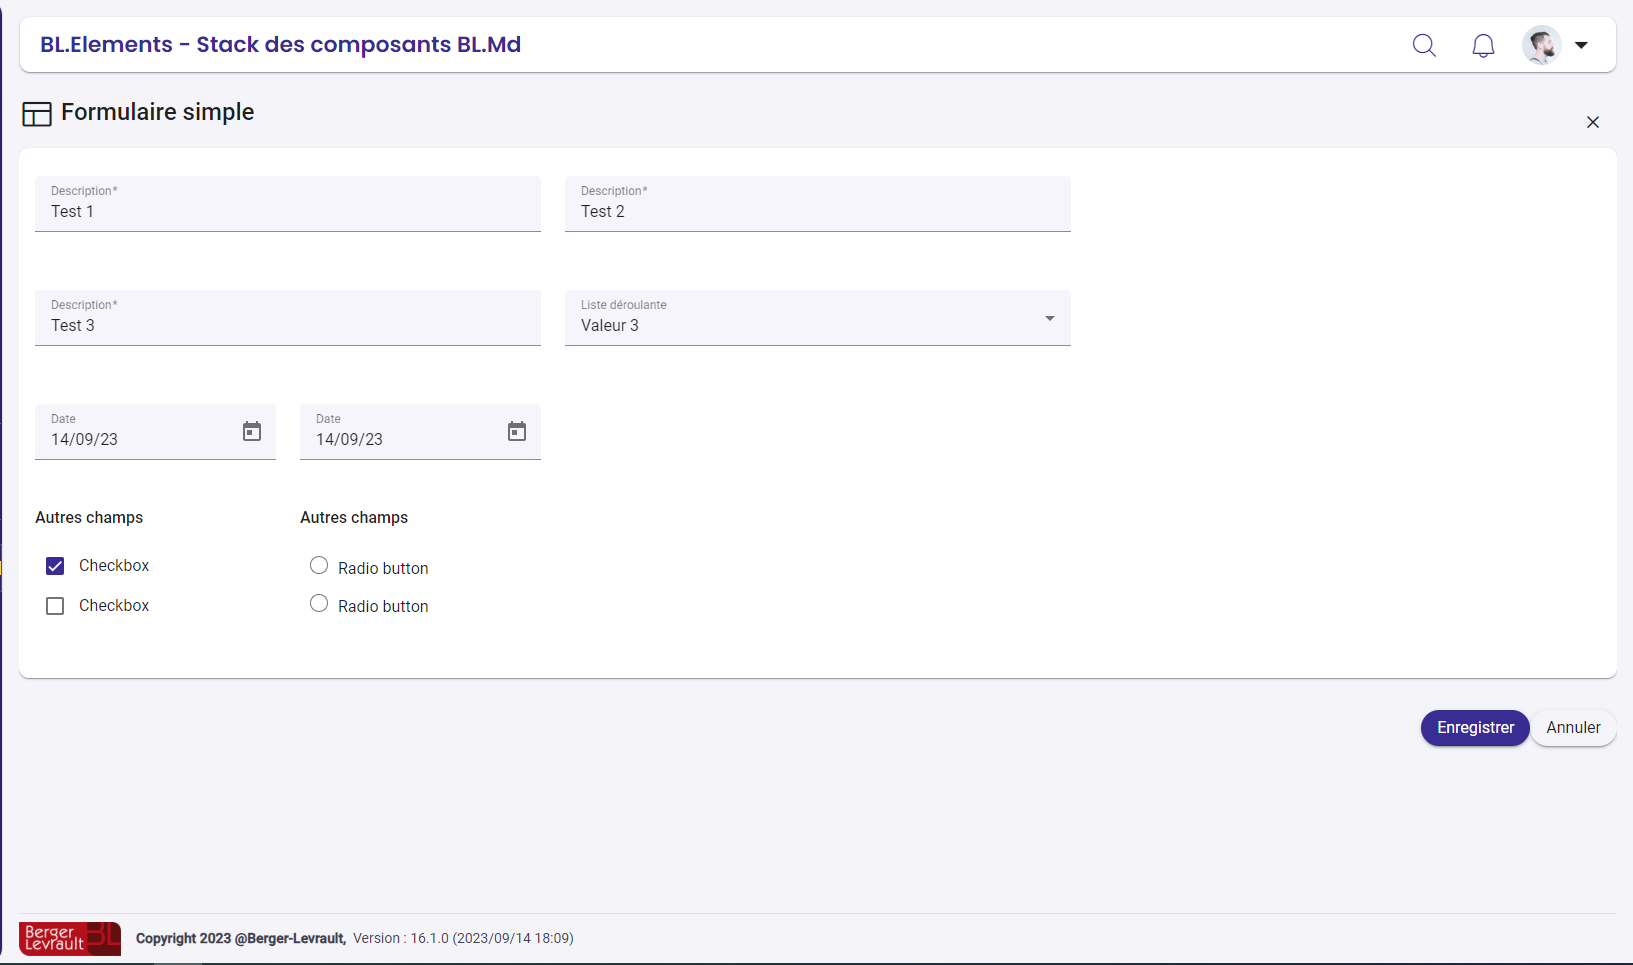 BL.Elements - Stack des composants BL.Md
Formulaire simple
Description*
Test 1
Description*
Test 2
Description*
Test 3
Liste déroulante
Valeur 3
Date
14/09/23
Date
14/09/23
Autres champs
Checkbox
Checkbox
Autres champs
Radio button
Radio button
Enregistrer
Annuler
Berger
Levrault
BL
Copyright 2023 @Berger-Levrault, Version : 16.1.0 (2023/09/14 18:09)